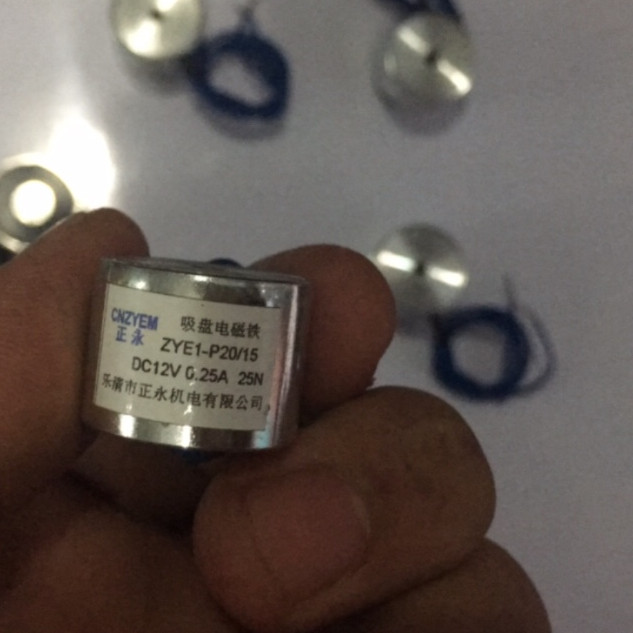 CNZYEM 吸盘电磁铁
正永 ZYE1-P20/15
DC12V 0.25A 25N
乐清市正永机电有限公司